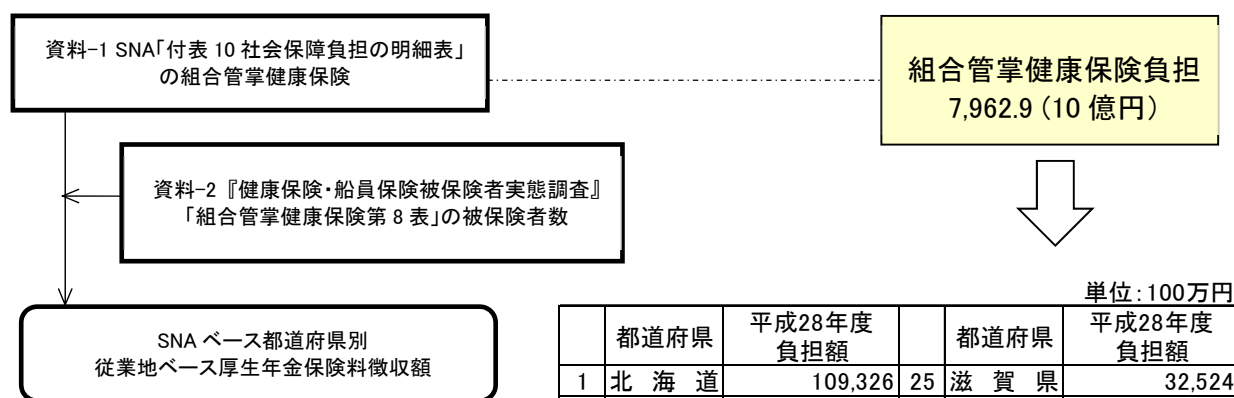 資料-1 SNA「付表 10 社会保障負担の明細表」
の組合管掌健康保険
組合管掌健康保険負担
7,962.9（10 億円）
資料-2『健康保険・船員保険被保険者実態調査』
「組合管掌健康保険第 8 表」の被保険者数
SNA ベース都道府県別
従業地ベース厚生年金保険料徴収額
単位:100万円
都道府県 平成28年度 負担額 都道府県 平成28年度 負担額
1 北海道 109,326 25 滋賀県 32,524